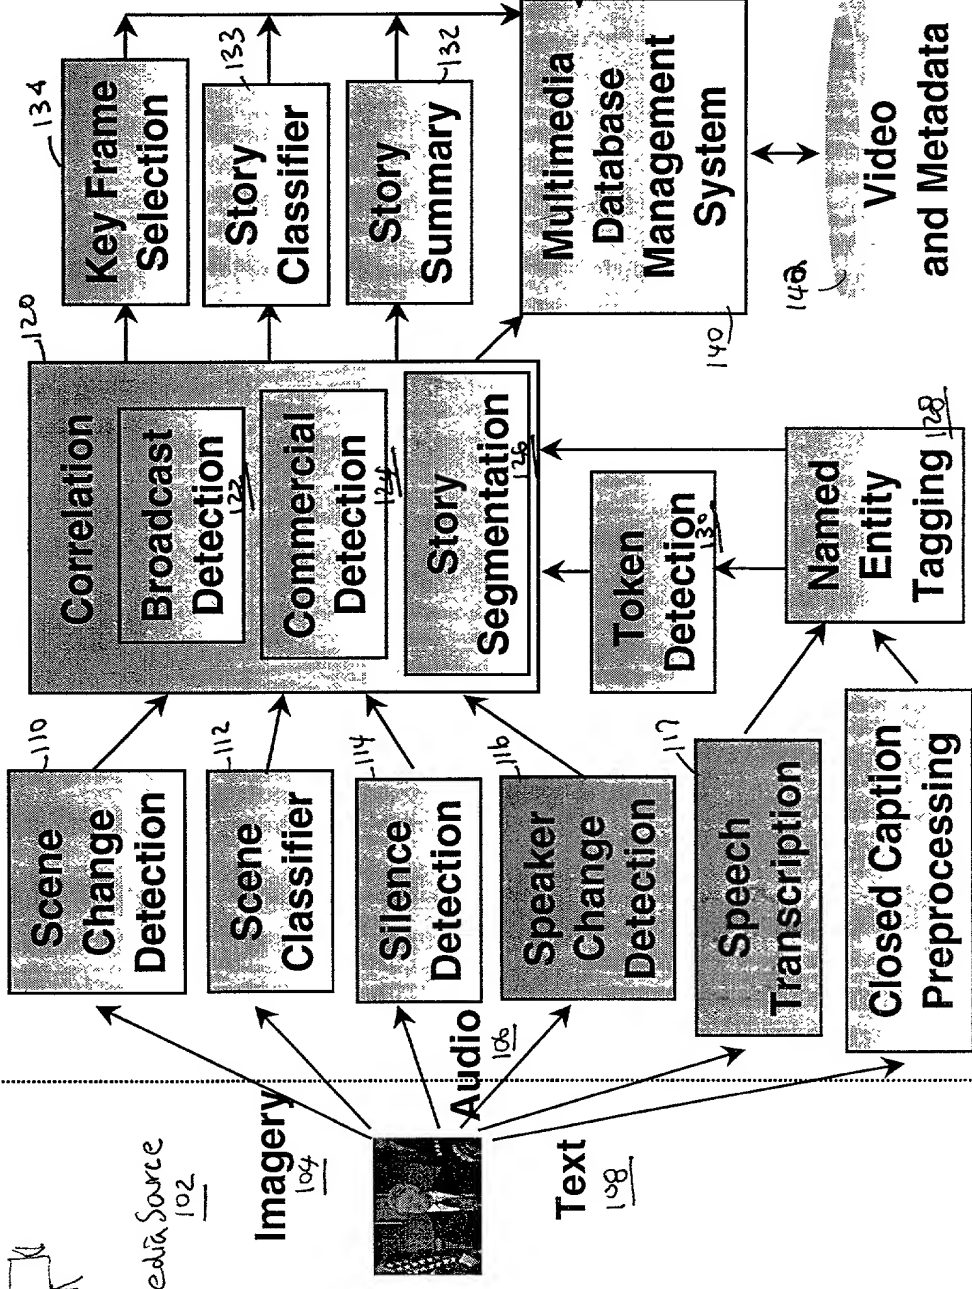 edia Source
102
Imagery
104
Audio
106
Text
108
Scene
Change
Detection
110
Scene
Classifier
112
Silence
Detection
114
Speaker
Change
Detection
116
Speech
Transcription
117
Closed Caption
Preprocessing
Correlation
120
Broadcast
Detection
122
Commercial
Detection
124
Story
Segmentation
126
Token
Detection
130
Named
Entity
Tagging
128
Key Frame
Selection
134
Story
Classifier
133
Story
Summary
132
Multimedia
Database
Management
System
140
142
Video
and Metadata